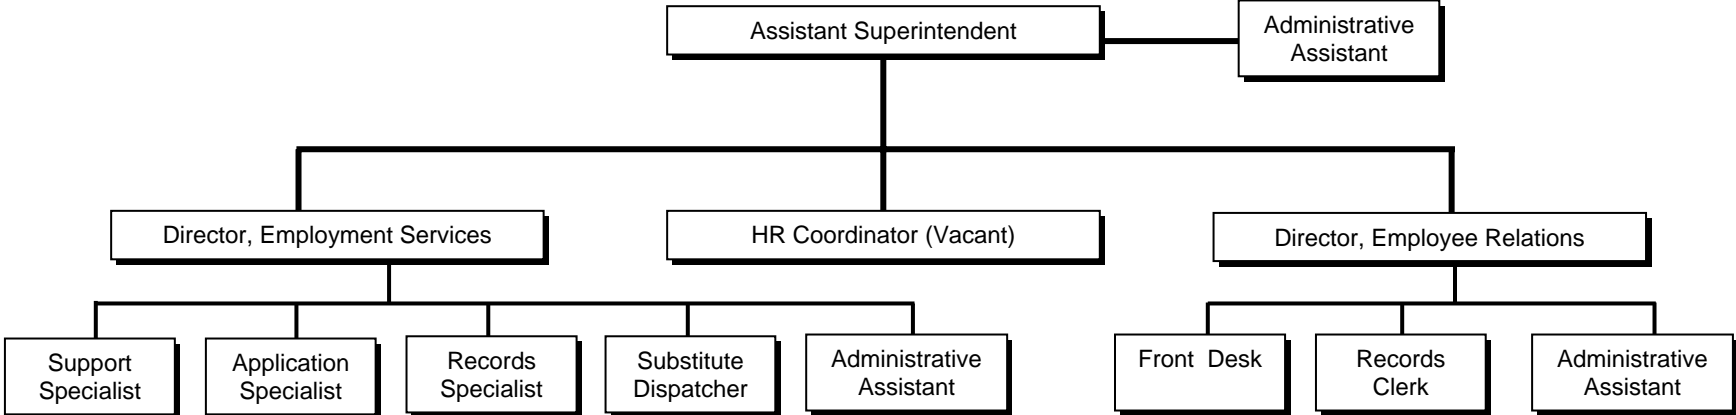 Assistant Superintendent
Administrative
Assistant
Director, Employment Services
HR Coordinator (Vacant)
Director, Employee Relations
Support
Specialist
Application
Specialist
Records
Specialist
Substitute
Dispatcher
Administrative
Assistant
Front Desk
Records
Clerk
Administrative
Assistant